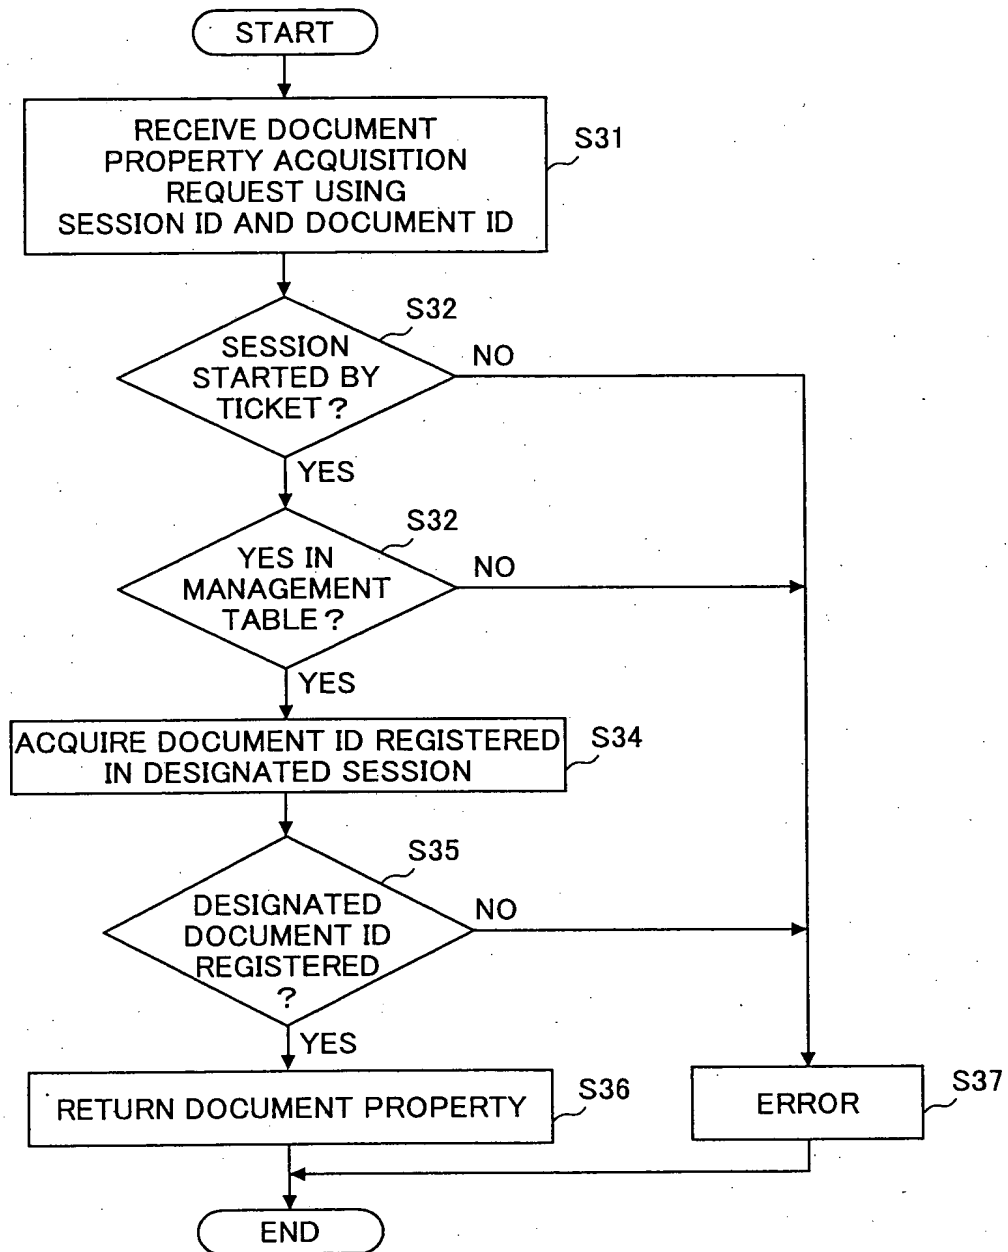 START
RECEIVE DOCUMENT
PROPERTY ACQUISITION
REQUEST USING
SESSION ID AND DOCUMENT ID
S31
SESSION
STARTED BY
TICKET?
S32
NO
YES
YES IN
MANAGEMENT
TABLE?
S32
NO
YES
ACQUIRE DOCUMENT ID REGISTERED
IN DESIGNATED SESSION
S34
DESIGNATED
DOCUMENT ID
REGISTERED
?
S35
NO
YES
RETURN DOCUMENT PROPERTY
S36
ERROR
S37
END